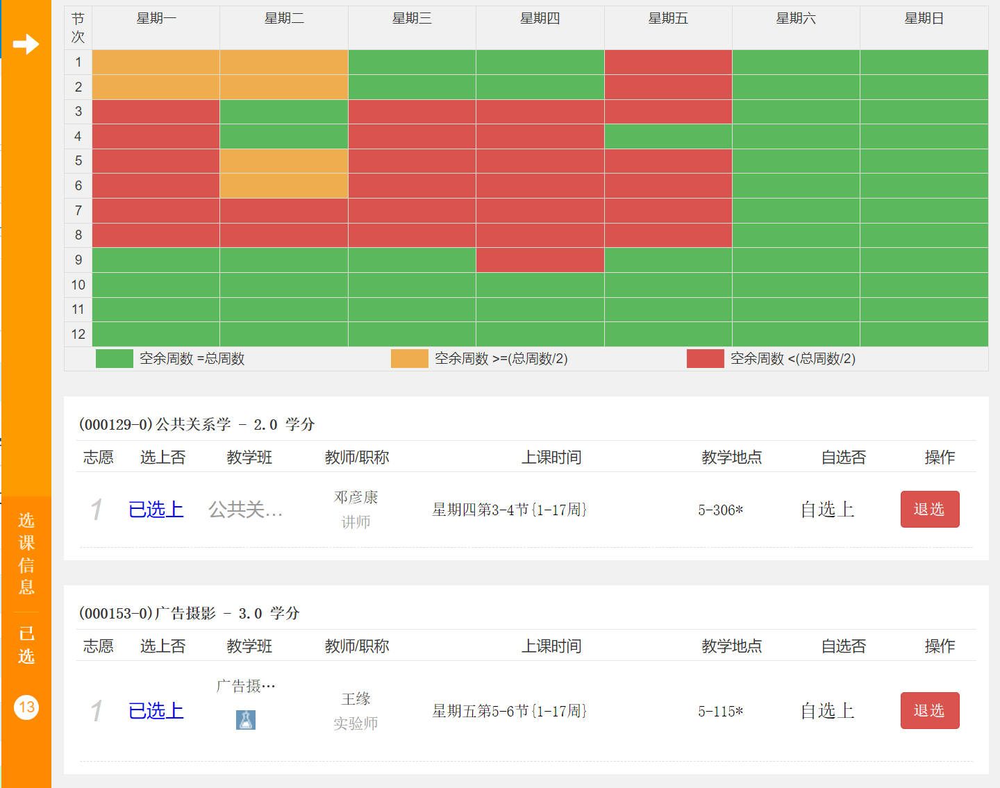 节次 星期一 星期二 星期三 星期四 星期五 星期六 星期日
1
2
3
4
5
6
7
8
9
10
11
12
空余周数 =总周数 空余周数 >=(总周数/2) 空余周数 <(总周数/2)
(000129-0)公共关系学 - 2.0 学分
志愿 选上否 教学班 教师/职称 上课时间 教学地点 自选否 操作
1 已选上 公共关... 邓彦康 讲师 星期四第3-4节{1-17周} 5-306* 自选上 退选
(000153-0)广告摄影 - 3.0 学分
志愿 选上否 教学班 教师/职称 上课时间 教学地点 自选否 操作
1 已选上 广告摄… 王缘 实验师 星期五第5-6节{1-17周} 5-115* 自选上 退选
选课信息
已选
13